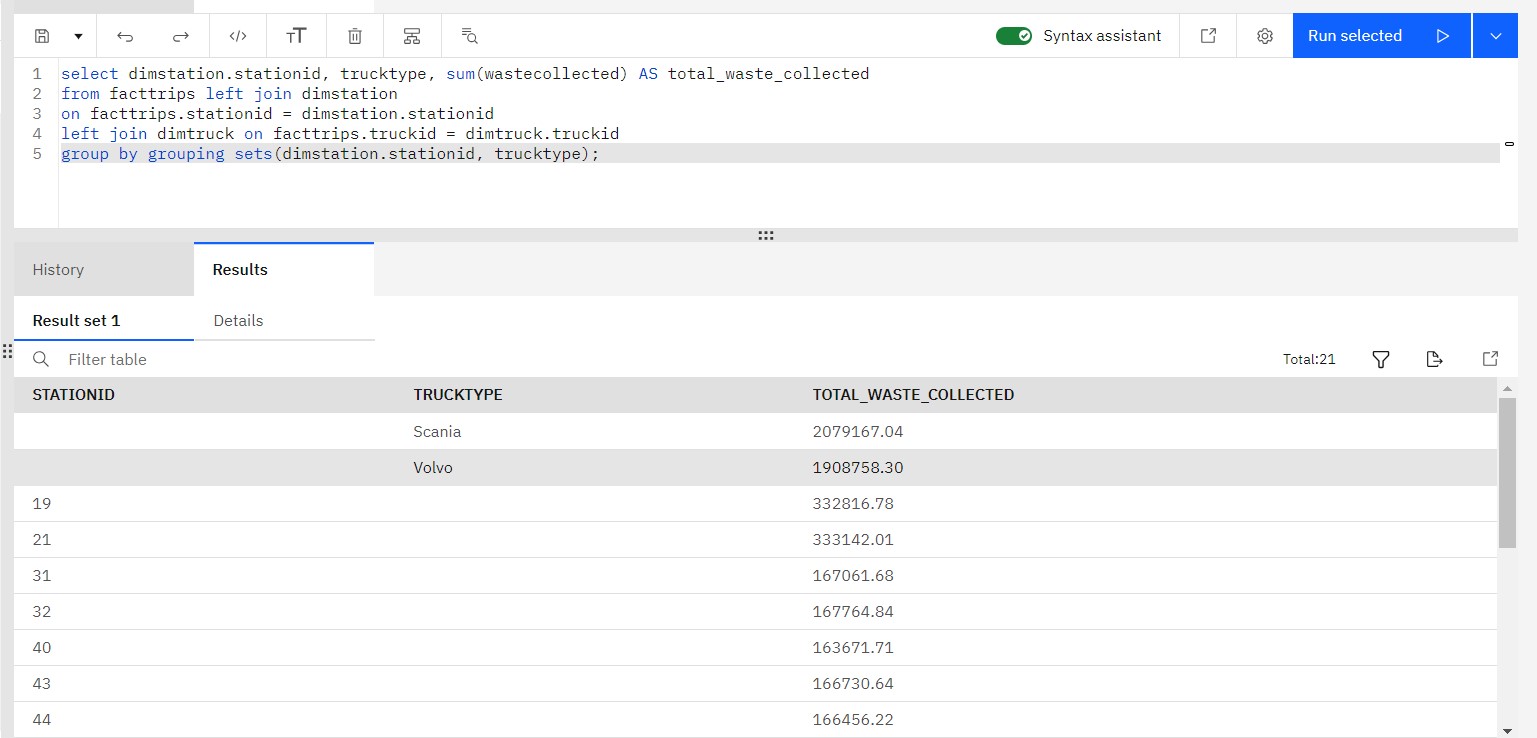 </> TT Syntax assistant Run selected
1 select dimstation.stationid, trucktype, sum(wastecollected) AS total_waste_collected
2 from facttrips left join dimstation
3 on facttrips.stationid = dimstation.stationid
4 left join dimtruck on facttrips.truckid = dimtruck.truckid
5 group by grouping sets(dimstation.stationid, trucktype);
History Results
Result set 1 Details
Filter table Total:21
STATIONID TRUCKTYPE TOTAL_WASTE_COLLECTED
Scania 2079167.04
Volvo 1908758.30
19 332816.78
21 333142.01
31 167061.68
32 167764.84
40 163671.71
43 166730.64
44 166456.22